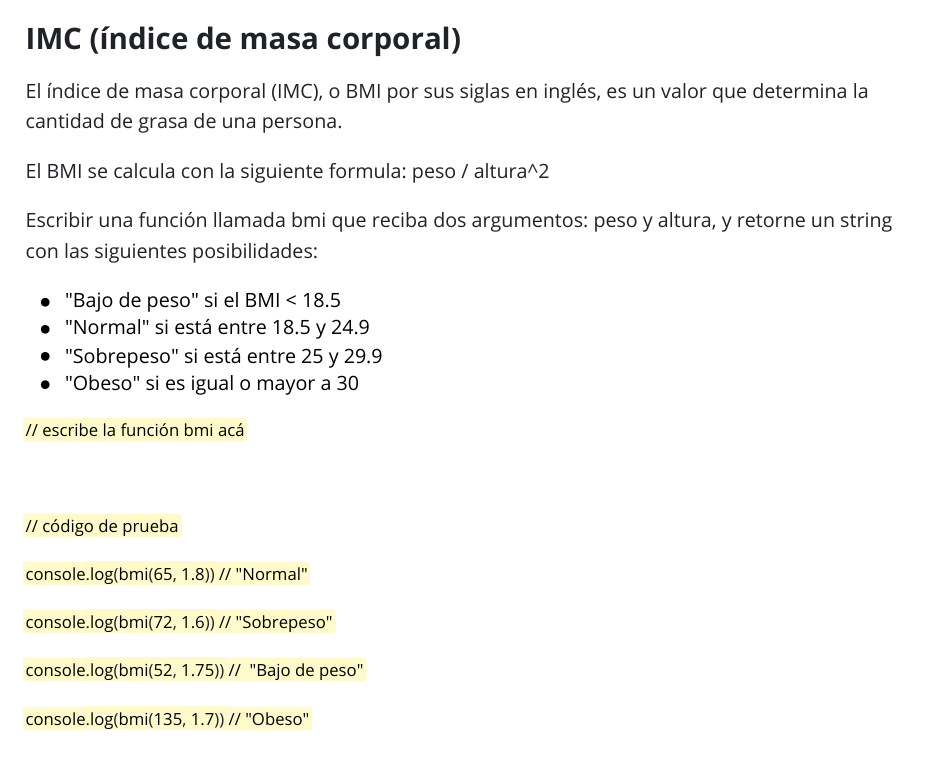 IMC (índice de masa corporal)
El índice de masa corporal (IMC), o BMI por sus siglas en inglés, es un valor que determina la
cantidad de grasa de una persona.
El BMI se calcula con la siguiente formula: peso / altura^2
Escribir una función llamada bmi que reciba dos argumentos: peso y altura, y retorne un string
con las siguientes posibilidades:
● "Bajo de peso" si el BMI < 18.5
● "Normal" si está entre 18.5 y 24.9
● "Sobrepeso" si está entre 25 y 29.9
● "Obeso" si es igual o mayor a 30
// escribe la función bmi acá
// código de prueba
console.log(bmi(65, 1.8)) // "Normal"
console.log(bmi(72, 1.6)) // "Sobrepeso"
console.log(bmi(52, 1.75)) //  "Bajo de peso"
console.log(bmi(135, 1.7)) // "Obeso"